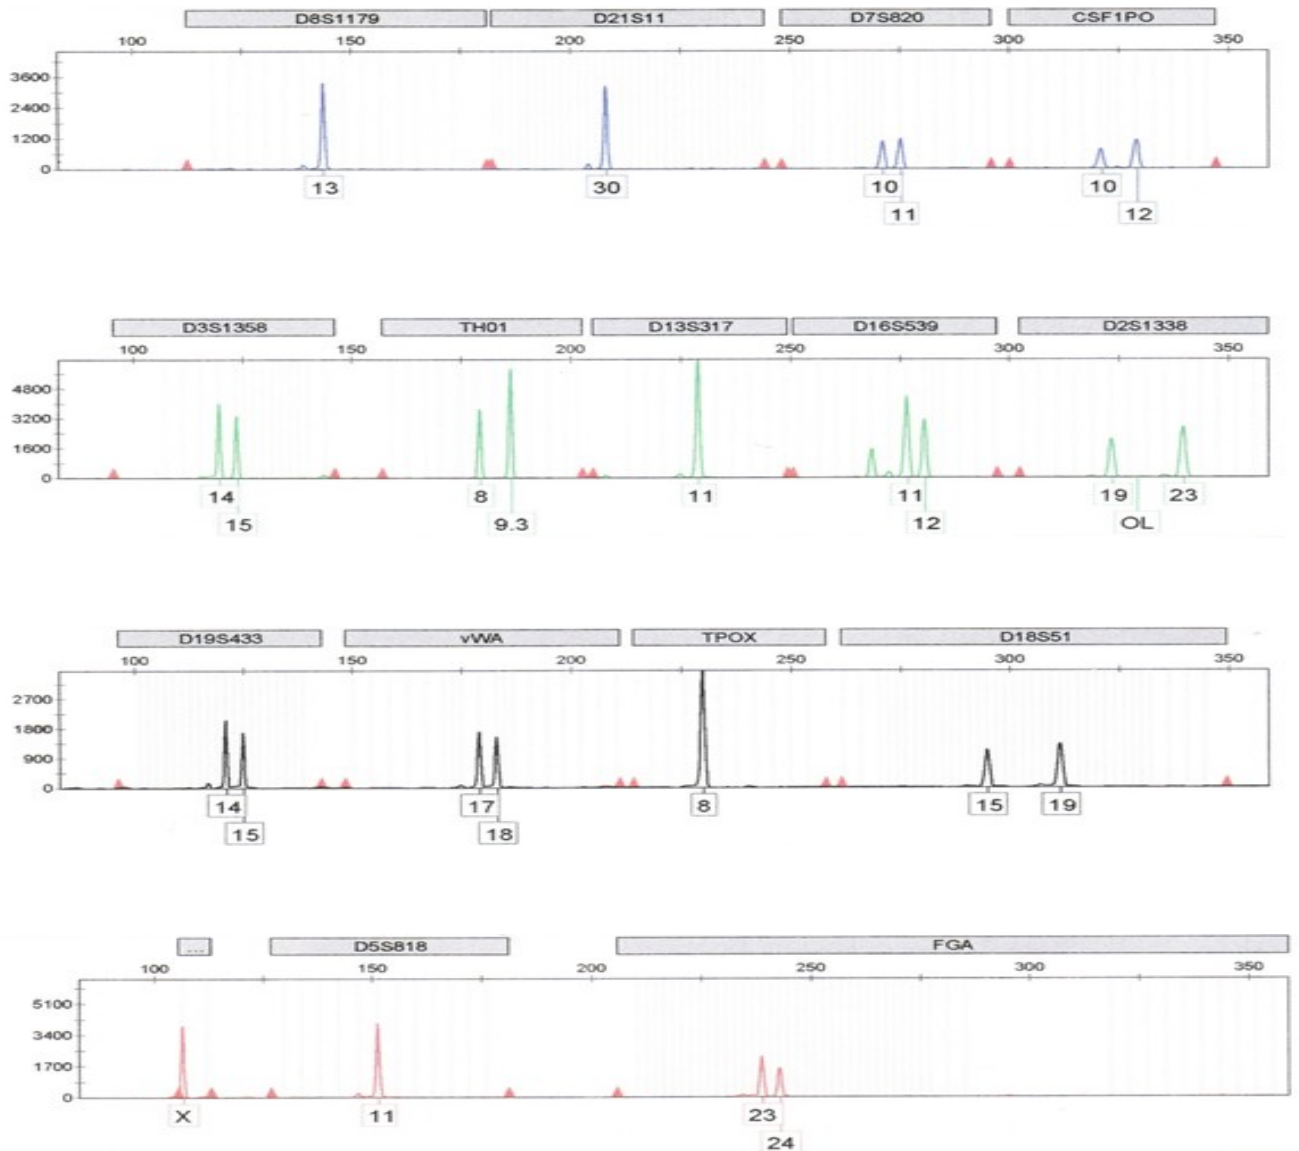 D8S1179 D21S11 D7S820 CSF1PO
100 150 200 250 300 350
3600
2400
1200
0
13 30 10 10
11 12
D3S1358 TH01 D13S317 D16S539 D2S1338
100 150 200 250 300 350
4800
3200
1600
0
14 8 11 11 19 23
15 9.3 12 OL
D19S433 vWA TPOX D18S51
100 150 200 250 300 350
2700
1800
900
0
14 17 8 15 19
15 18
... D5S818 FGA
100 150 200 250 300 350
5100
3400
1700
0
X 11 23
24